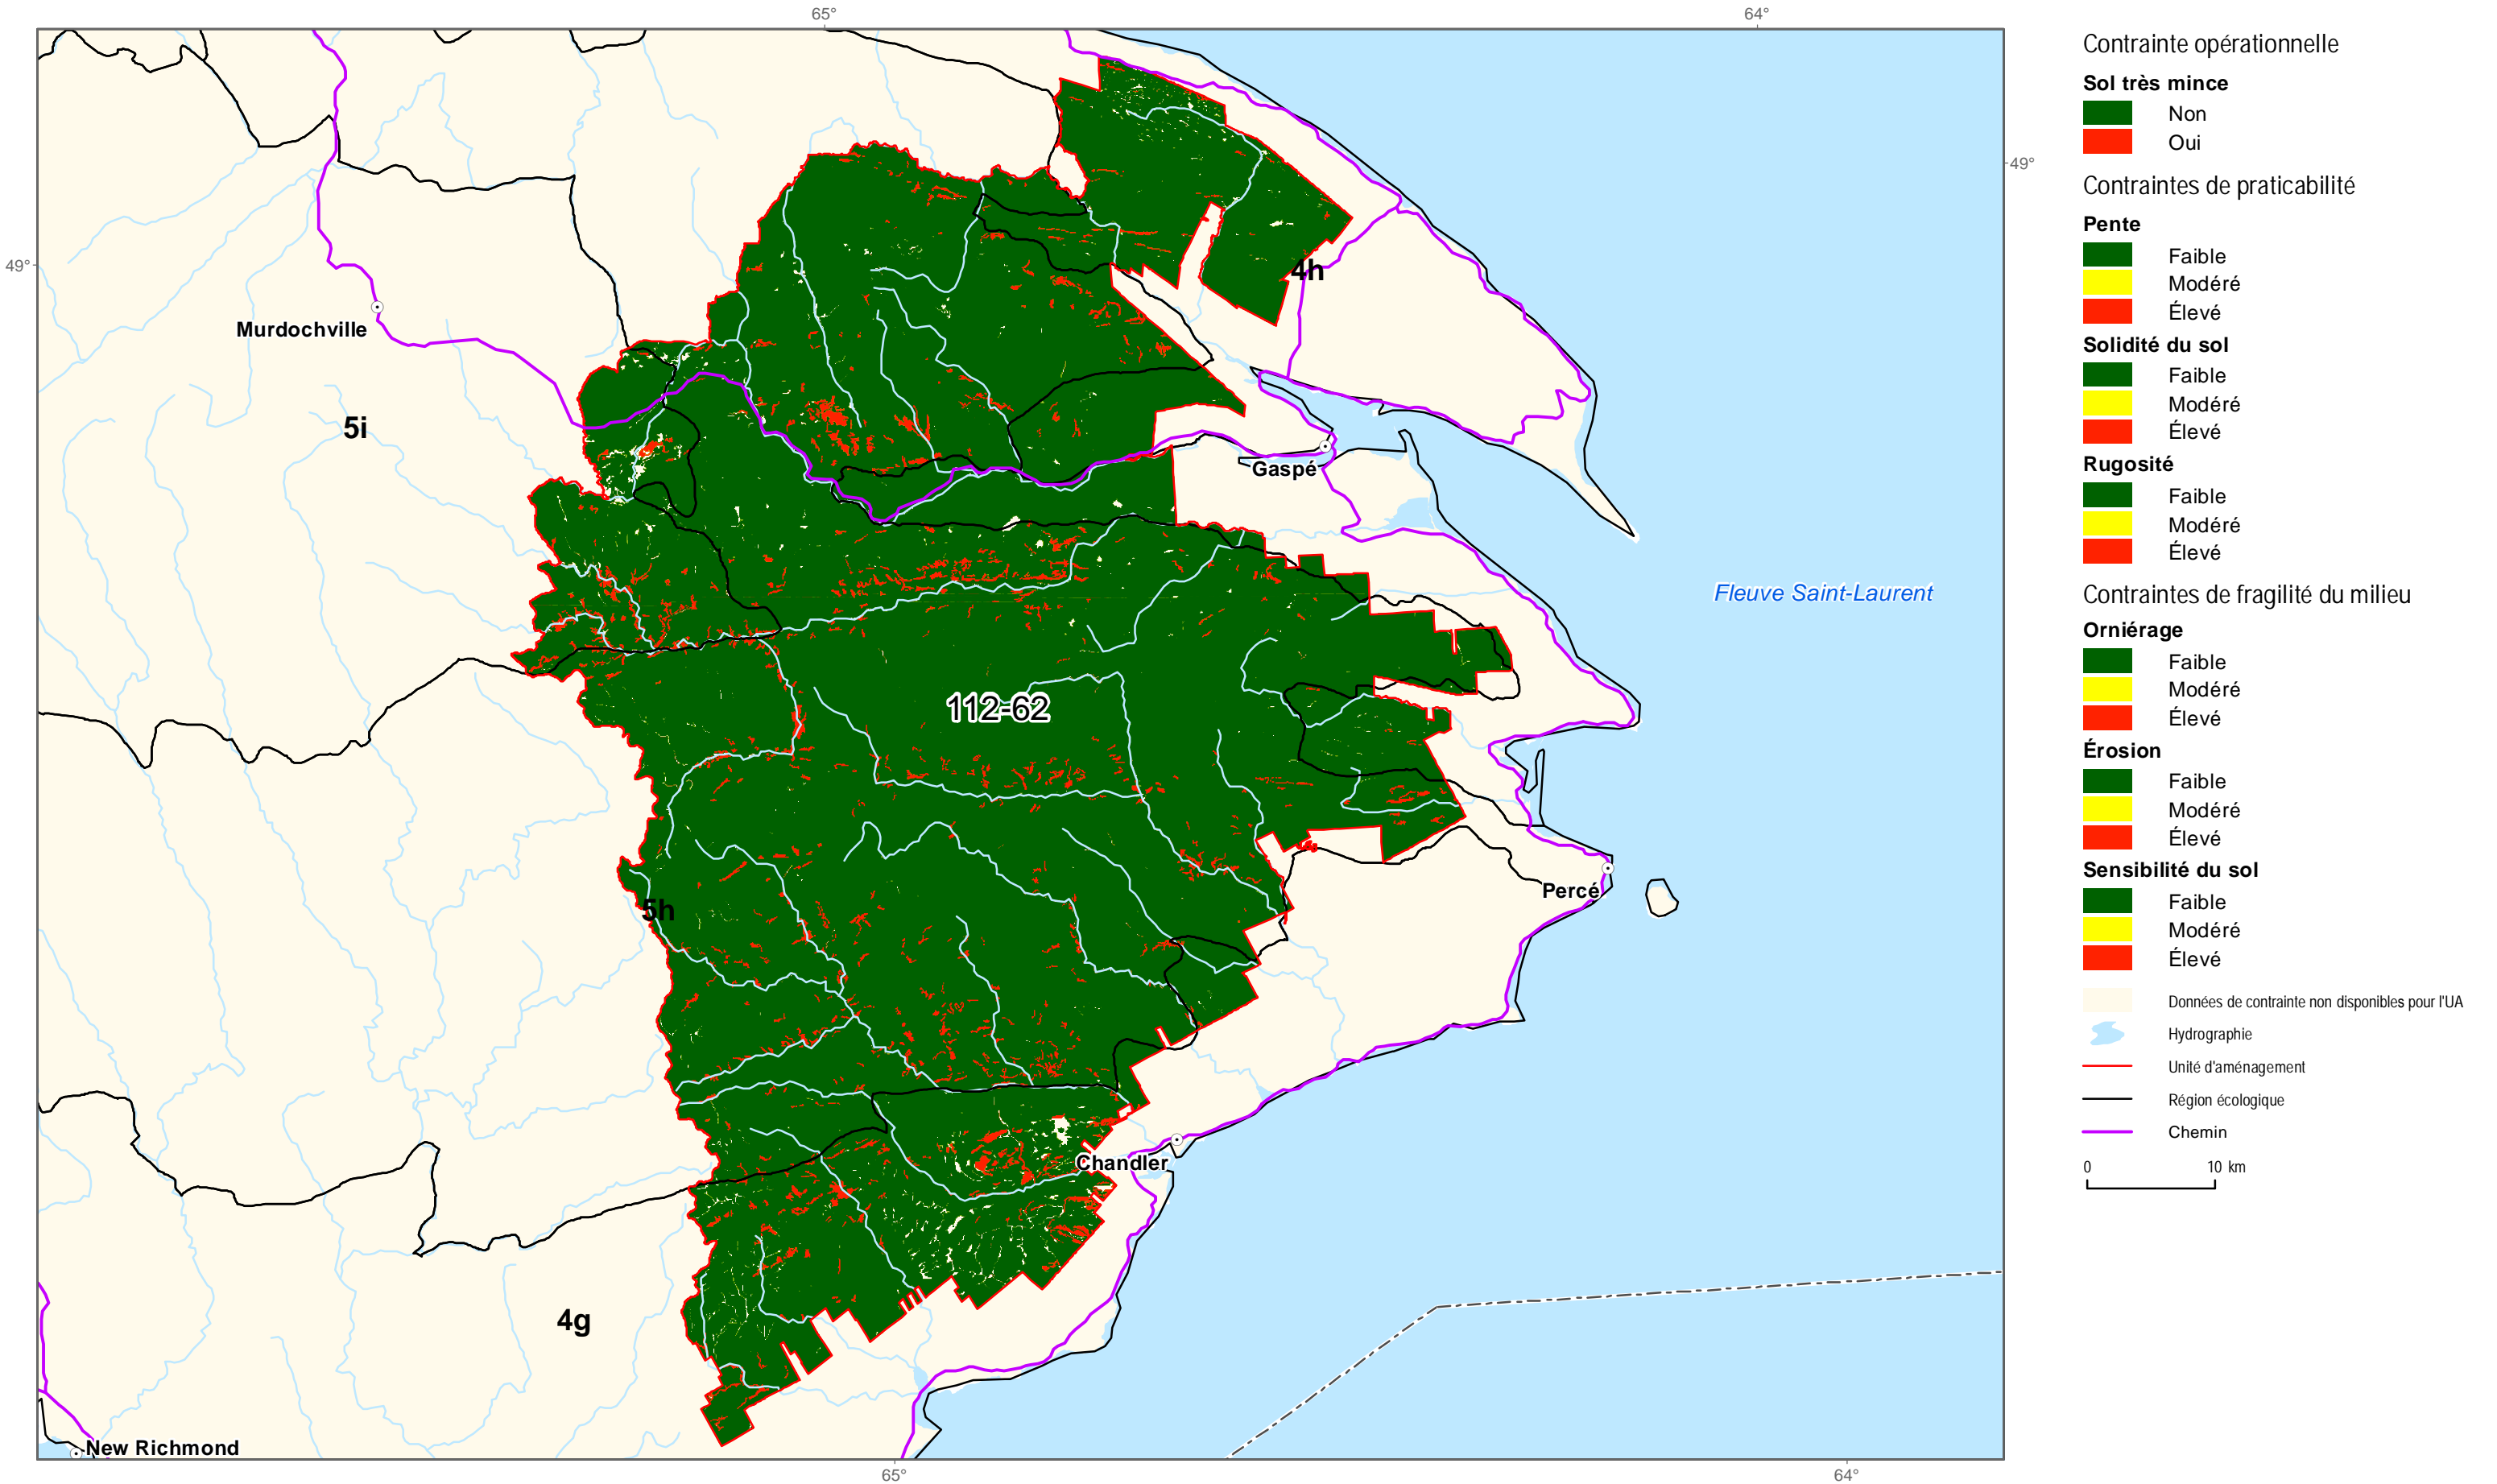 65°
64°
49°
49°
4h
Murdochville
5i
Gaspé
Fleuve Saint-Laurent
112-62
Percé
5h
Chandler
4g
New Richmond
65°
64°
Contrainte opérationnelle
Sol très mince
Non
Oui
Contraintes de praticabilité
Pente
Faible
Modéré
Élevé
Solidité du sol
Faible
Modéré
Élevé
Rugosité
Faible
Modéré
Élevé
Contraintes de fragilité du milieu
Orniérage
Faible
Modéré
Élevé
Érosion
Faible
Modéré
Élevé
Sensibilité du sol
Faible
Modéré
Élevé
Données de contrainte non disponibles pour l'UA
Hydrographie
Unité d'aménagement
Région écologique
Chemin
0 10 km